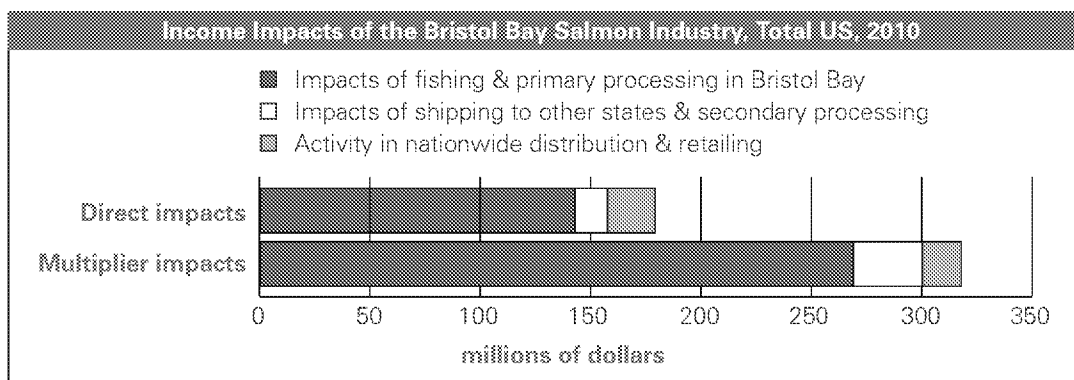 Income Impacts of the Bristol Bay Salmon Industry, Total US, 2010
Impacts of fishing & primary processing in Bristol Bay
Impacts of shipping to other states & secondary processing
Activity in nationwide distribution & retailing
Direct impacts
Multiplier impacts
0 50 100 150 200 250 300 350
millions of dollars